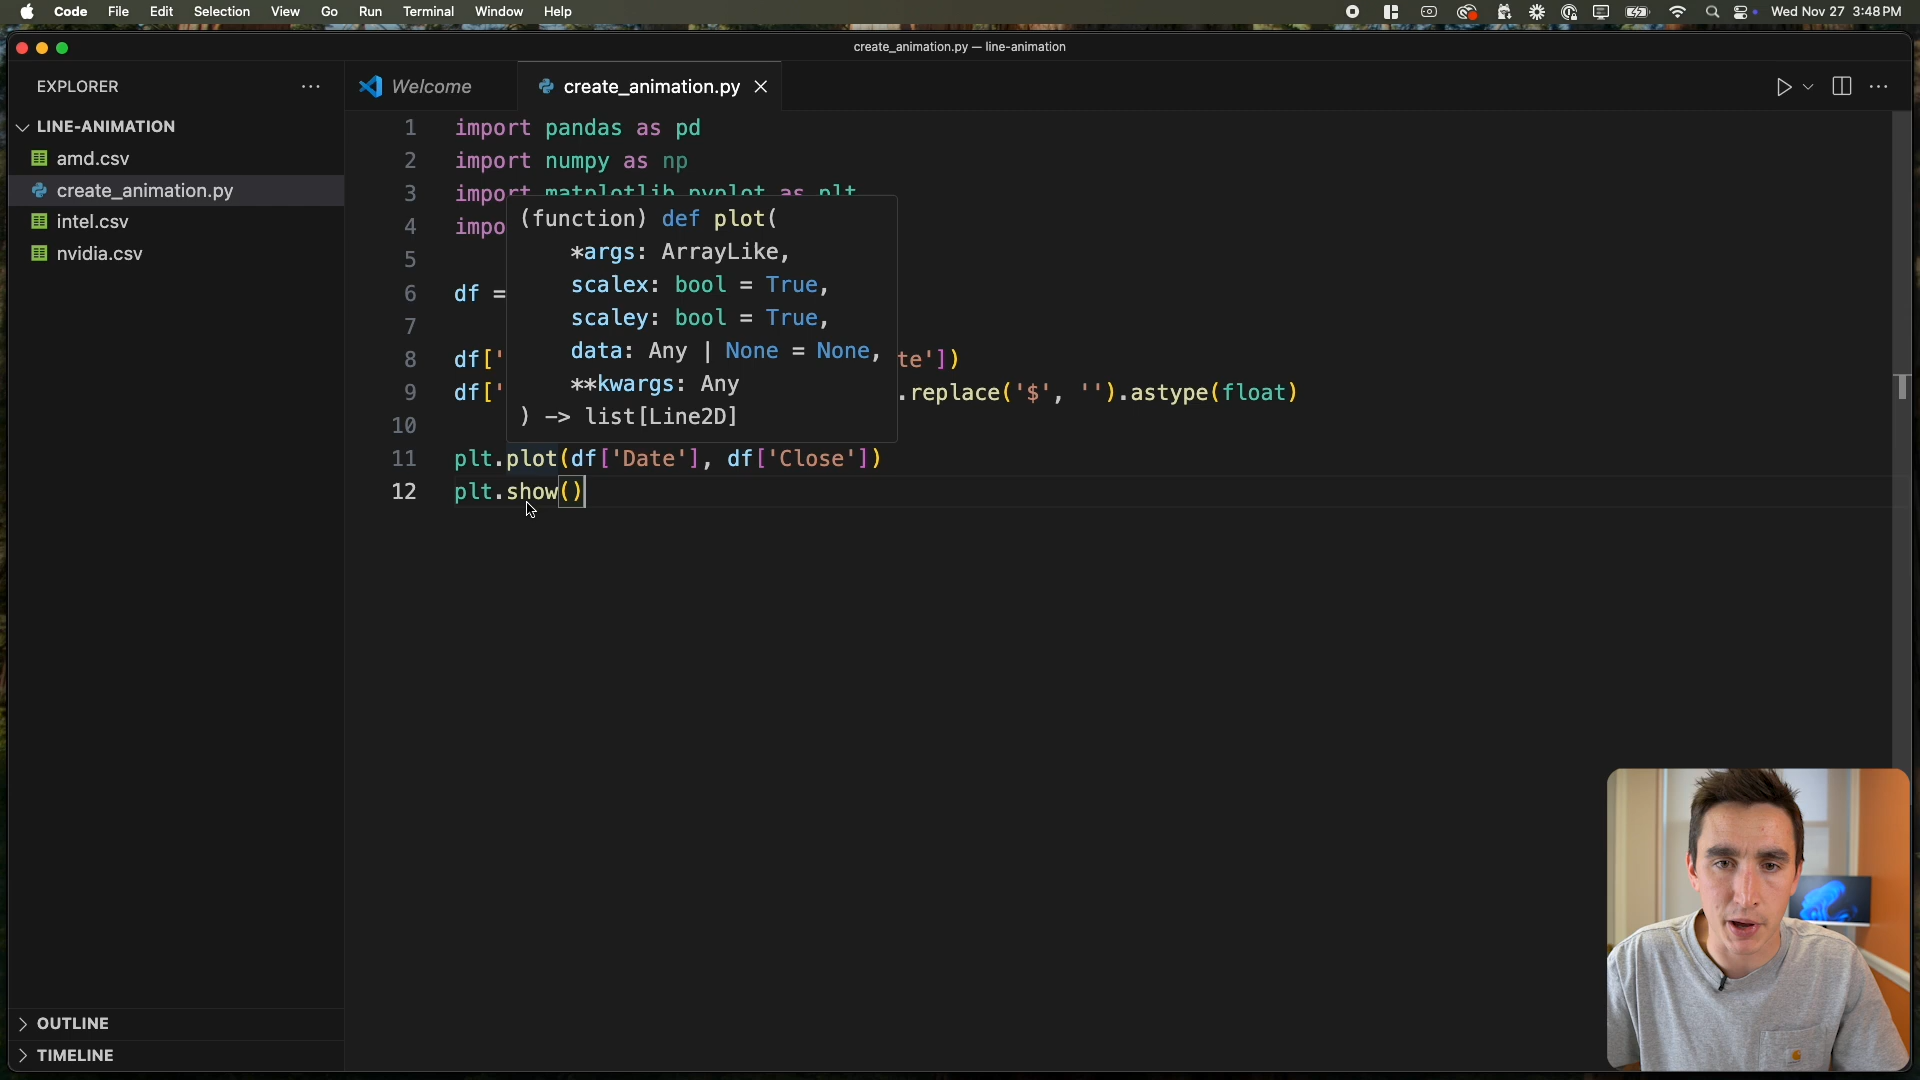 Code File Edit Selection View Go Run Terminal Window Help Wed Nov 27 3:48 PM
create_animation.py — line-animation
EXPLORER
Welcome
create_animation.py
LINE-ANIMATION
amd.csv
create_animation.py
intel.csv
nvidia.csv
1 import pandas as pd
2 import numpy as np
3 import matplotlib.pyplot as plt
4 impo
5
6 df =
7
8 df[' te'])
9 df[' .replace('$', '').astype(float)
10
11 plt.plot(df['Date'], df['Close'])
12 plt.show()
(function) def plot(
*args: ArrayLike,
scalex: bool = True,
scaley: bool = True,
data: Any | None = None,
**kwargs: Any
) -> list[Line2D]
OUTLINE
TIMELINE